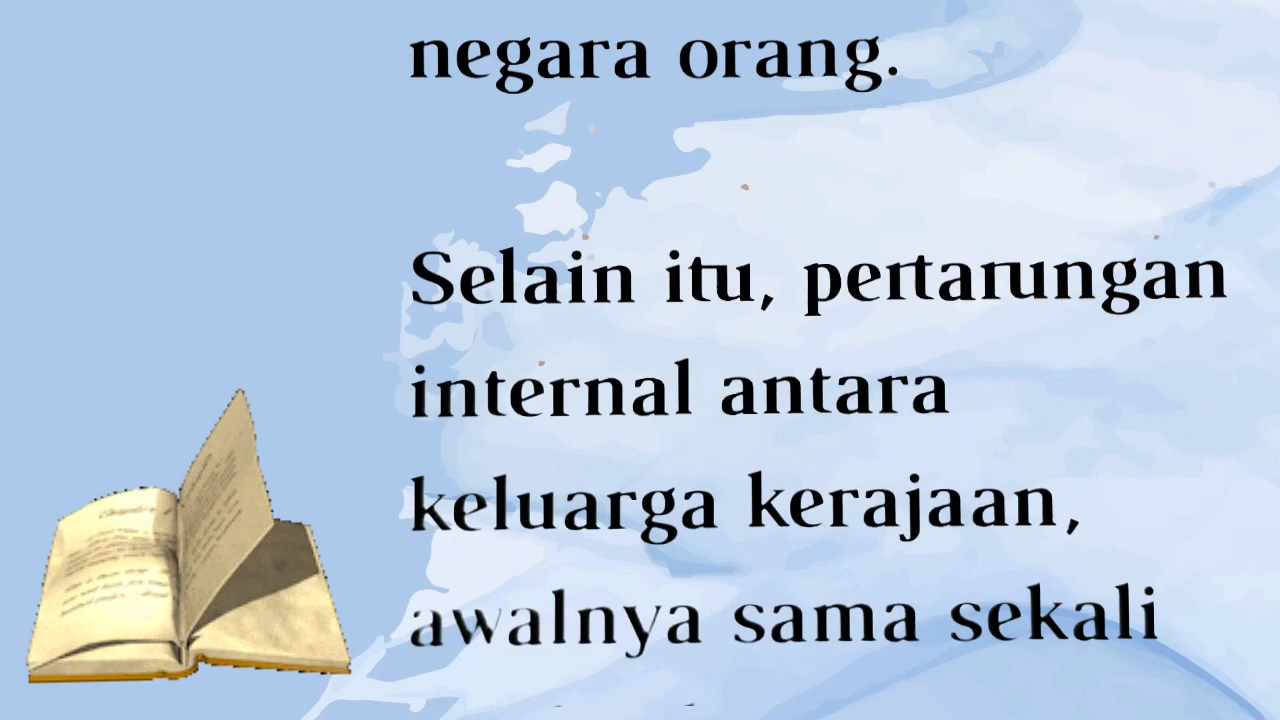 negara orang.
Selain itu, pertarungan
internal antara
keluarga kerajaan,
awalnya sama sekali